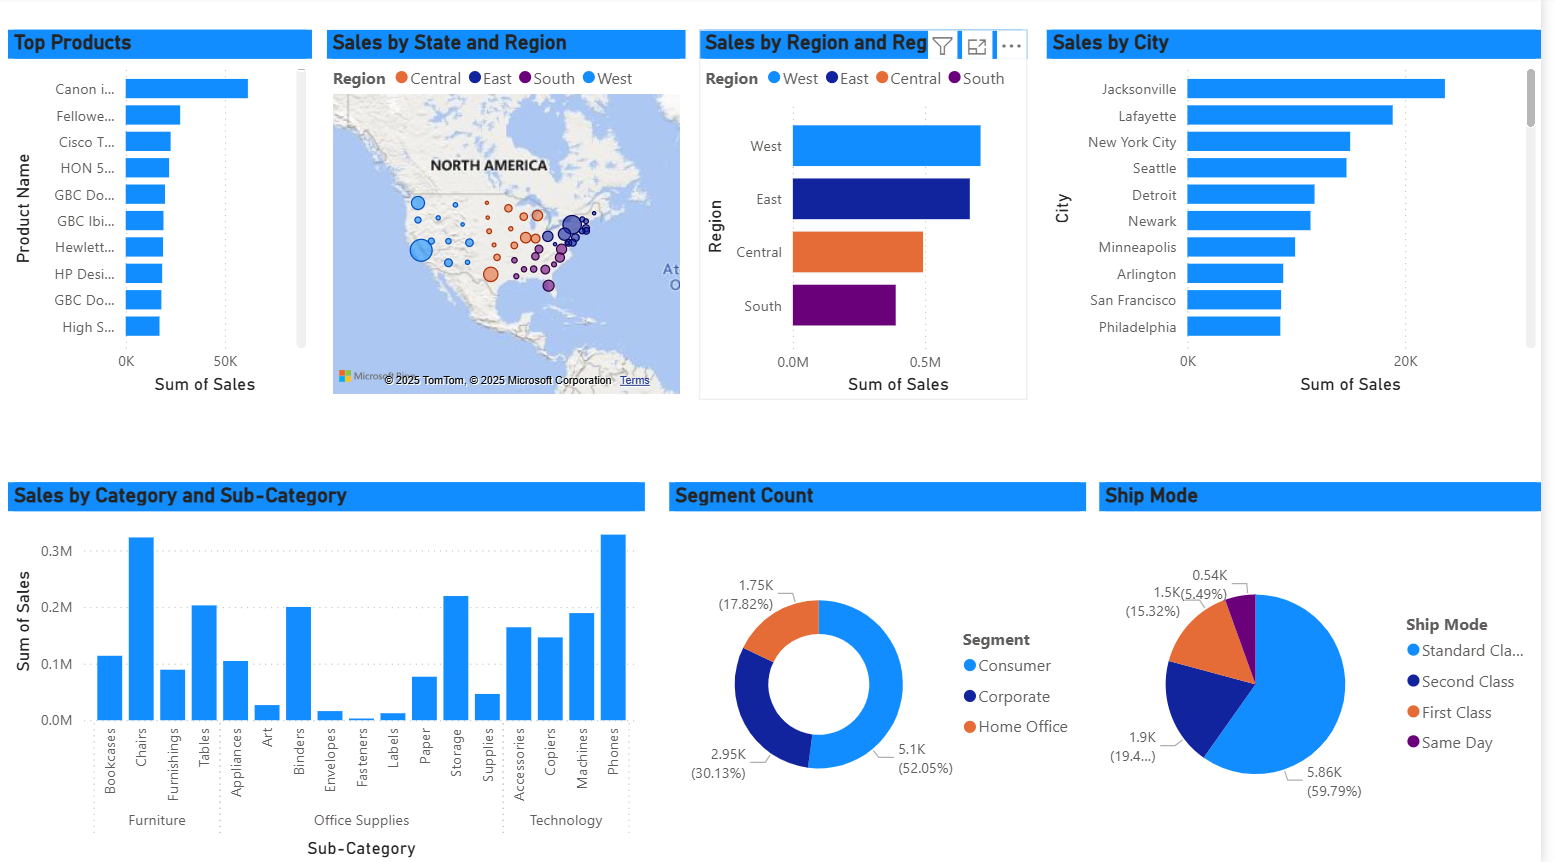 Top Products
Product Name
Canon i...
Fellowe...
Cisco T...
HON 5...
GBC Do...
GBC Ibi...
Hewlett...
HP Desi...
GBC Do...
High S...
0K 50K
Sum of Sales
Sales by State and Region
Region Central East South West
NORTH AMERICA
At
O
© 2025 TomTom, © 2025 Microsoft Corporation Terms
Sales by Region and Reg
Region West East Central South
Region
West
East
Central
South
0.0M 0.5M
Sum of Sales
Sales by City
City
Jacksonville
Lafayette
New York City
Seattle
Detroit
Newark
Minneapolis
Arlington
San Francisco
Philadelphia
0K 20K
Sum of Sales
Sales by Category and Sub-Category
Sum of Sales
0.3M
0.2M
0.1M
0.0M
Bookcases
Chairs
Furnishings
Tables
Appliances
Art
Binders
Envelopes
Fasteners
Labels
Paper
Storage
Supplies
Accessories
Copiers
Machines
Phones
Furniture Office Supplies Technology
Sub-Category
Segment Count
1.75K
(17.82%)
2.95K
(30.13%)
5.1K
(52.05%)
Segment
Consumer
Corporate
Home Office
Ship Mode
0.54K
(5.49%)
1.5K
(15.32%)
1.9K
(19.4...)
5.86K
(59.79%)
Ship Mode
Standard Cla...
Second Class
First Class
Same Day